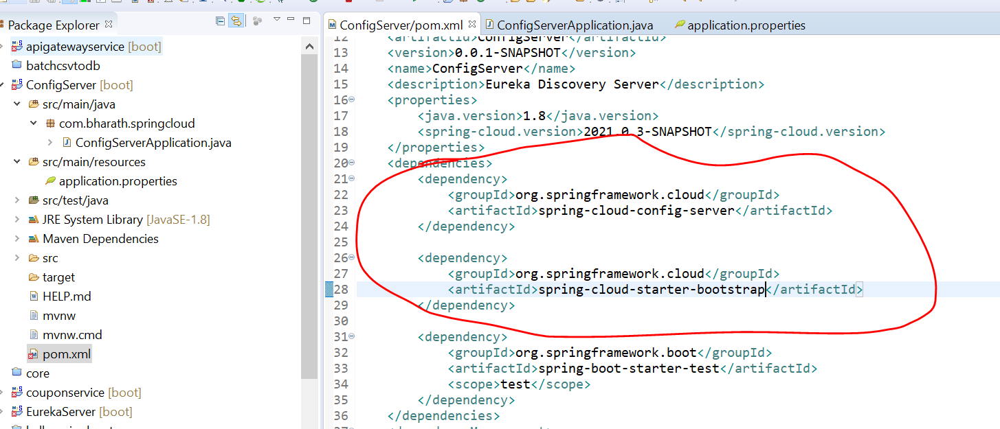 Package Explorer
apigatewayservice [boot]
batchcsvtodb
ConfigServer [boot]
src/main/java
com.bharath.springcloud
ConfigServerApplication.java
src/main/resources
application.properties
src/test/java
JRE System Library [JavaSE-1.8]
Maven Dependencies
src
target
HELP.md
mvnw
mvnw.cmd
pom.xml
core
couponservice [boot]
EurekaServer [boot]
ConfigServer/pom.xml
ConfigServerApplication.java
application.properties
12 <artifactId>ConfigServer</artifactId>
13 <version>0.0.1-SNAPSHOT</version>
14 <name>ConfigServer</name>
15 <description>Eureka Discovery Server</description>
16 <properties>
17 <java.version>1.8</java.version>
18 <spring-cloud.version>2021.0.3-SNAPSHOT</spring-cloud.version>
19 </properties>
20 <dependencies>
21 <dependency>
22 <groupId>org.springframework.cloud</groupId>
23 <artifactId>spring-cloud-config-server</artifactId>
24 </dependency>
25
26 <dependency>
27 <groupId>org.springframework.cloud</groupId>
28 <artifactId>spring-cloud-starter-bootstrap</artifactId>
29 </dependency>
30
31 <dependency>
32 <groupId>org.springframework.boot</groupId>
33 <artifactId>spring-boot-starter-test</artifactId>
34 <scope>test</scope>
35 </dependency>
36 </dependencies>